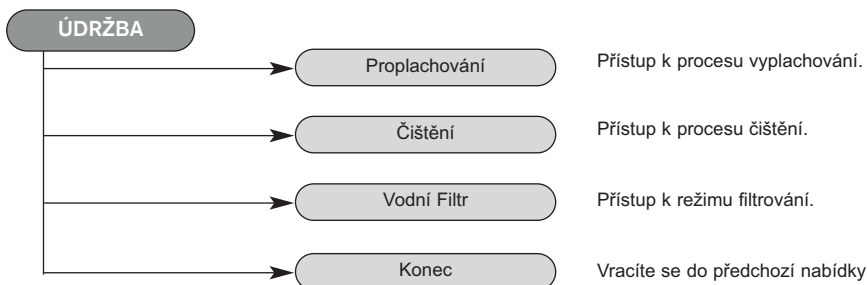 ÚDRŽBA
Proplachování Přístup k procesu vyplachování.
Čištění Přístup k procesu čištění.
Vodní Filtr Přístup k režimu filtrování.
Konec Vracíte se do předchozí nabídky